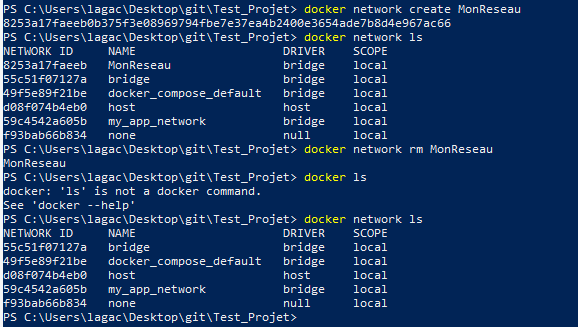 PS C:\Users\lagac\Desktop\git\Test_Projet> docker network create MonReseau
8253a17faeeb0b375f3e08969794fbe7e37ea4b2400e3654ade7b8d4e967ac66
PS C:\Users\lagac\Desktop\git\Test_Projet> docker network ls
NETWORK ID     NAME                     DRIVER    SCOPE
8253a17faeeb   MonReseau                bridge    local
55c51f07127a   bridge                   bridge    local
49f5e89f21be   docker_compose_default   bridge    local
d08f074b4eb0   host                     host      local
59c4542a605b   my_app_network           bridge    local
f93bab66b834   none                     null      local
PS C:\Users\lagac\Desktop\git\Test_Projet> docker network rm MonReseau
MonReseau
PS C:\Users\lagac\Desktop\git\Test_Projet> docker ls
docker: 'ls' is not a docker command.
See 'docker --help'
PS C:\Users\lagac\Desktop\git\Test_Projet> docker network ls
NETWORK ID     NAME                     DRIVER    SCOPE
55c51f07127a   bridge                   bridge    local
49f5e89f21be   docker_compose_default   bridge    local
d08f074b4eb0   host                     host      local
59c4542a605b   my_app_network           bridge    local
f93bab66b834   none                     null      local
PS C:\Users\lagac\Desktop\git\Test_Projet>